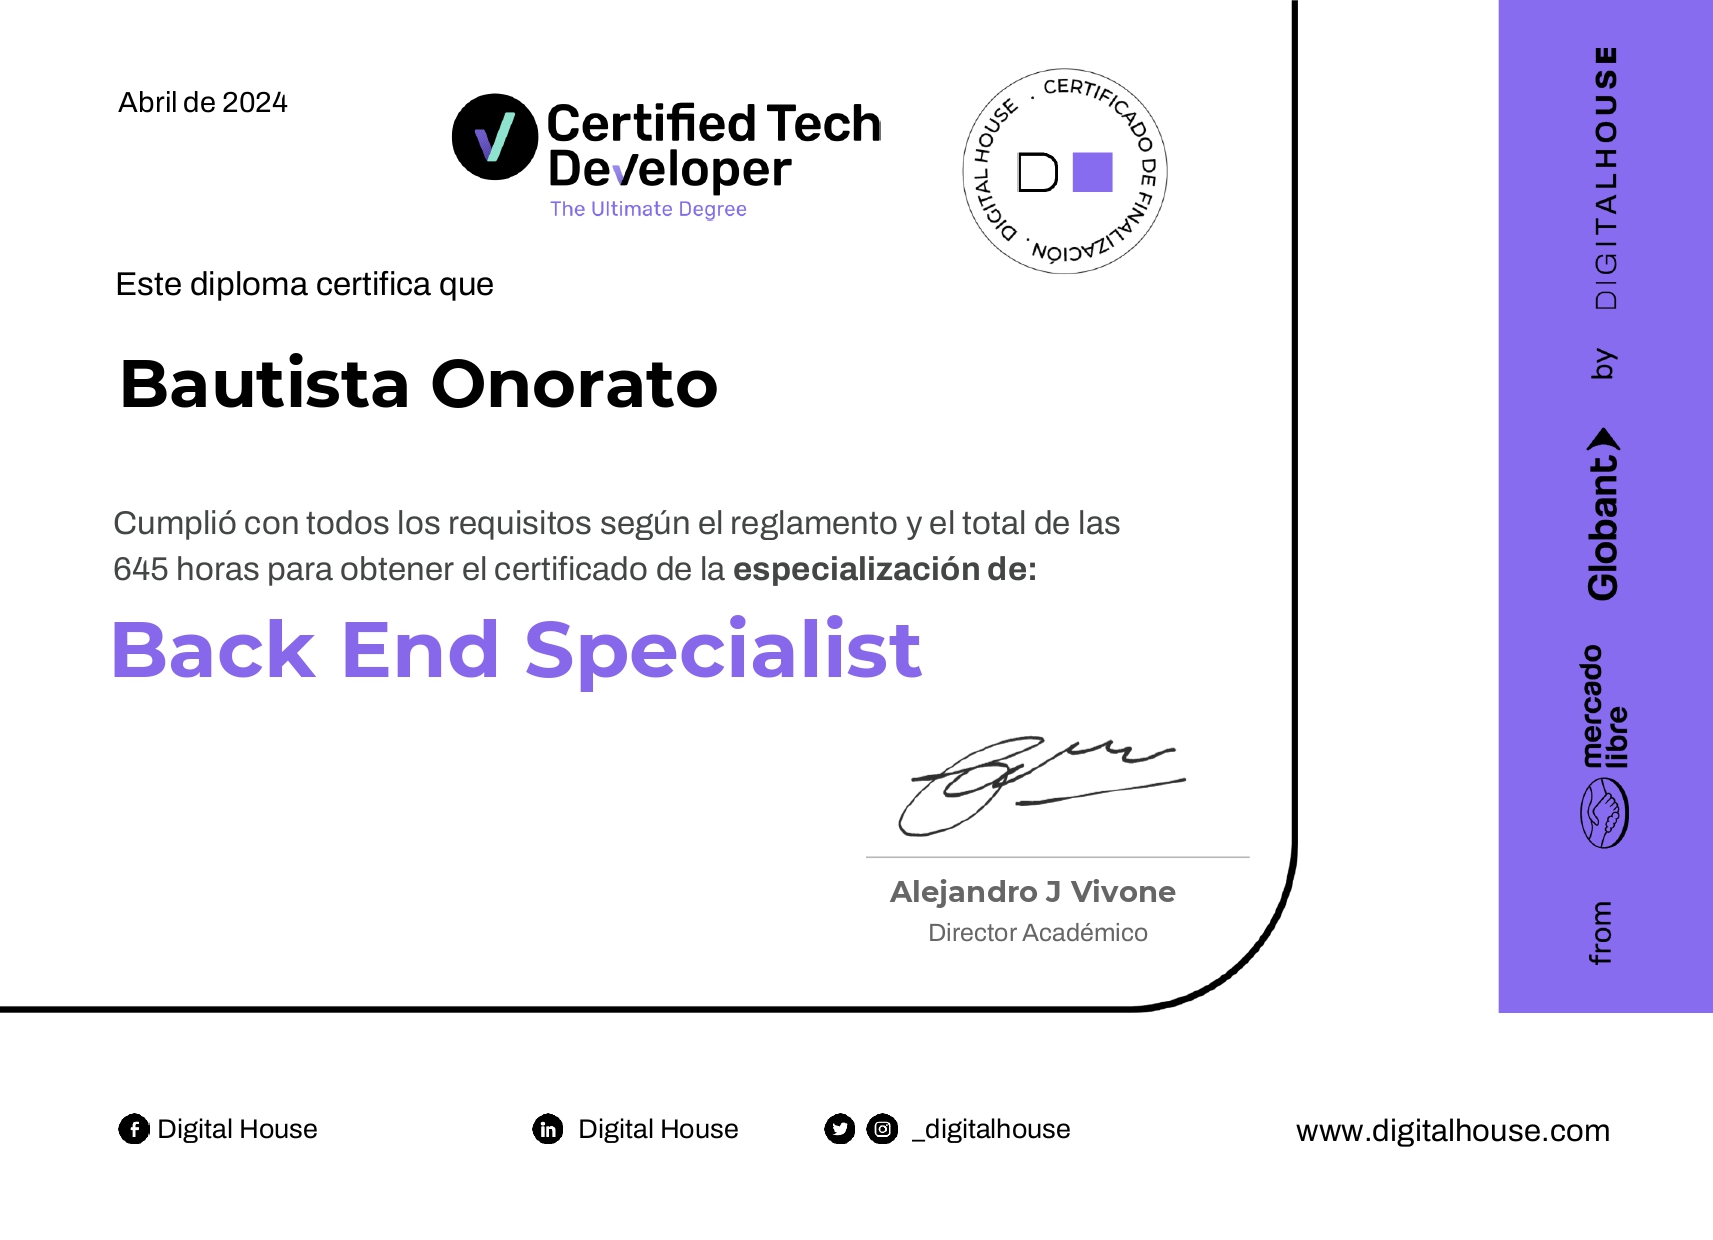 Abril de 2024
Certified Tech
Developer
The Ultimate Degree
CERTIFICADO DE FINALIZACIÓN · DIGITAL HOUSE ·
D
Este diploma certifica que
Bautista Onorato
Cumplió con todos los requisitos según el reglamento y el total de las
645 horas para obtener el certificado de la especialización de:
Back End Specialist
Alejandro J Vivone
Director Académico
from
mercado
libre
Globant
by
DIGITALHOUSE
Digital House
in Digital House
_digitalhouse
www.digitalhouse.com